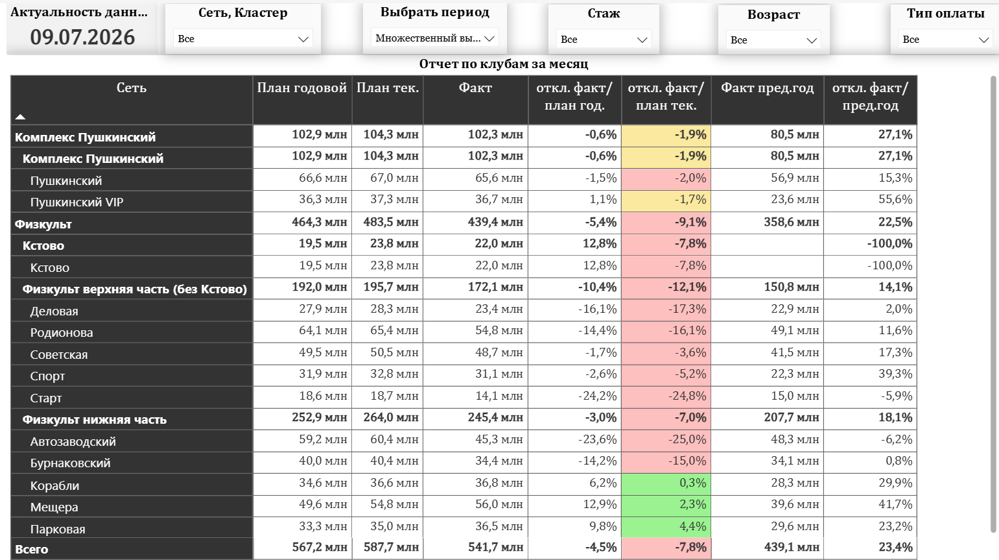 Актуальность данн...
09.07.2026
Сеть, Кластер
Все
Выбрать период
Множественный вы...
Стаж
Все
Возраст
Все
Тип оплаты
Все
Отчет по клубам за месяц
Сеть План годовой План тек. Факт откл. факт/план год. откл. факт/план тек. Факт пред.год откл. факт/пред.год
Комплекс Пушкинский 102,9 млн 104,3 млн 102,3 млн -0,6% -1,9% 80,5 млн 27,1%
Комплекс Пушкинский 102,9 млн 104,3 млн 102,3 млн -0,6% -1,9% 80,5 млн 27,1%
Пушкинский 66,6 млн 67,0 млн 65,6 млн -1,5% -2,0% 56,9 млн 15,3%
Пушкинский VIP 36,3 млн 37,3 млн 36,7 млн 1,1% -1,7% 23,6 млн 55,6%
Физкульт 464,3 млн 483,5 млн 439,4 млн -5,4% -9,1% 358,6 млн 22,5%
Кстово 19,5 млн 23,8 млн 22,0 млн 12,8% -7,8% -100,0%
Кстово 19,5 млн 23,8 млн 22,0 млн 12,8% -7,8% -100,0%
Физкульт верхняя часть (без Кстово) 192,0 млн 195,7 млн 172,1 млн -10,4% -12,1% 150,8 млн 14,1%
Деловая 27,9 млн 28,3 млн 23,4 млн -16,1% -17,3% 22,9 млн 2,0%
Родионова 64,1 млн 65,4 млн 54,8 млн -14,4% -16,1% 49,1 млн 11,6%
Советская 49,5 млн 50,5 млн 48,7 млн -1,7% -3,6% 41,5 млн 17,3%
Спорт 31,9 млн 32,8 млн 31,1 млн -2,6% -5,2% 22,3 млн 39,3%
Старт 18,6 млн 18,7 млн 14,1 млн -24,2% -24,8% 15,0 млн -5,9%
Физкульт нижняя часть 252,9 млн 264,0 млн 245,4 млн -3,0% -7,0% 207,7 млн 18,1%
Автозаводский 59,2 млн 60,4 млн 45,3 млн -23,6% -25,0% 48,3 млн -6,2%
Бурнаковский 40,0 млн 40,4 млн 34,4 млн -14,2% -15,0% 34,1 млн 0,8%
Корабли 34,6 млн 36,6 млн 36,8 млн 6,2% 0,3% 28,3 млн 29,9%
Мещера 49,6 млн 54,8 млн 56,0 млн 12,9% 2,3% 39,6 млн 41,7%
Парковая 33,3 млн 35,0 млн 36,5 млн 9,8% 4,4% 29,6 млн 23,2%
Всего 567,2 млн 587,7 млн 541,7 млн -4,5% -7,8% 439,1 млн 23,4%